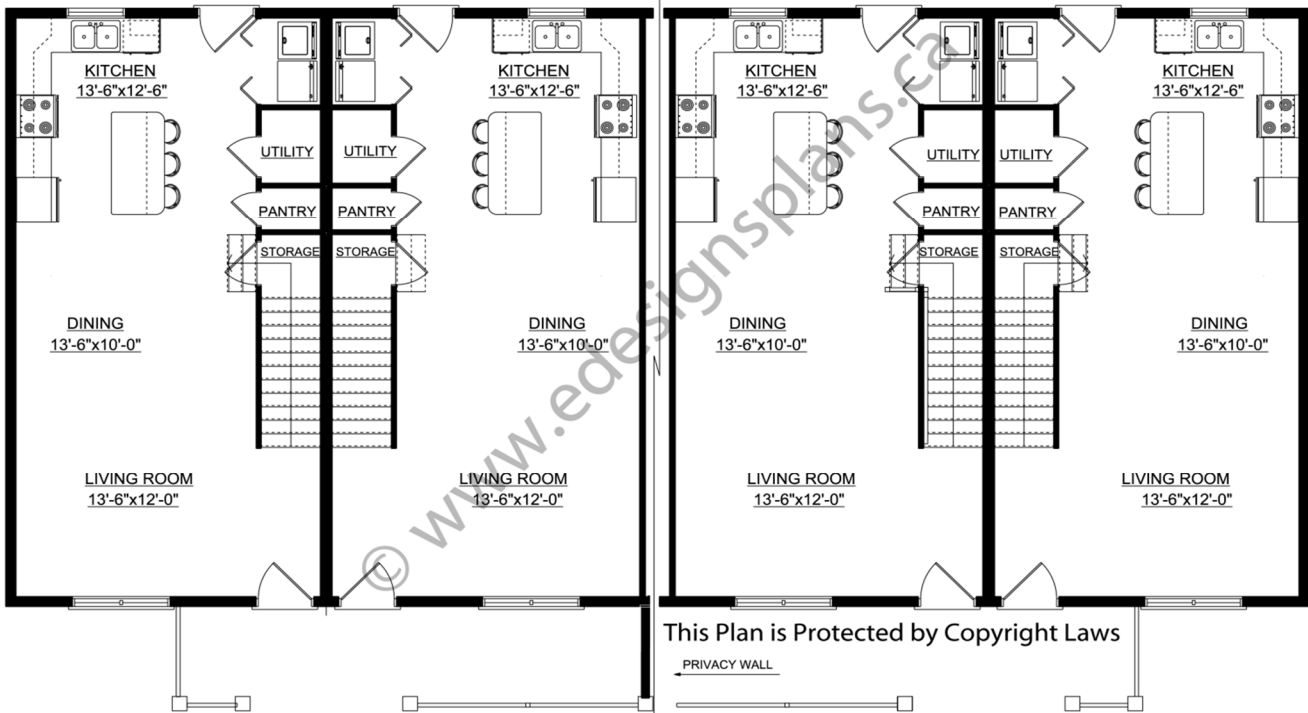 KITCHEN
13'-6"x12'-6"
UTILITY
PANTRY
STORAGE
DINING
13'-6"x10'-0"
LIVING ROOM
13'-6"x12'-0"
KITCHEN
13'-6"x12'-6"
UTILITY
PANTRY
STORAGE
DINING
13'-6"x10'-0"
LIVING ROOM
13'-6"x12'-0"
KITCHEN
13'-6"x12'-6"
UTILITY
PANTRY
STORAGE
DINING
13'-6"x10'-0"
LIVING ROOM
13'-6"x12'-0"
KITCHEN
13'-6"x12'-6"
UTILITY
PANTRY
STORAGE
DINING
13'-6"x10'-0"
LIVING ROOM
13'-6"x12'-0"
© www.edesignsplans.ca
This Plan is Protected by Copyright Laws
PRIVACY WALL